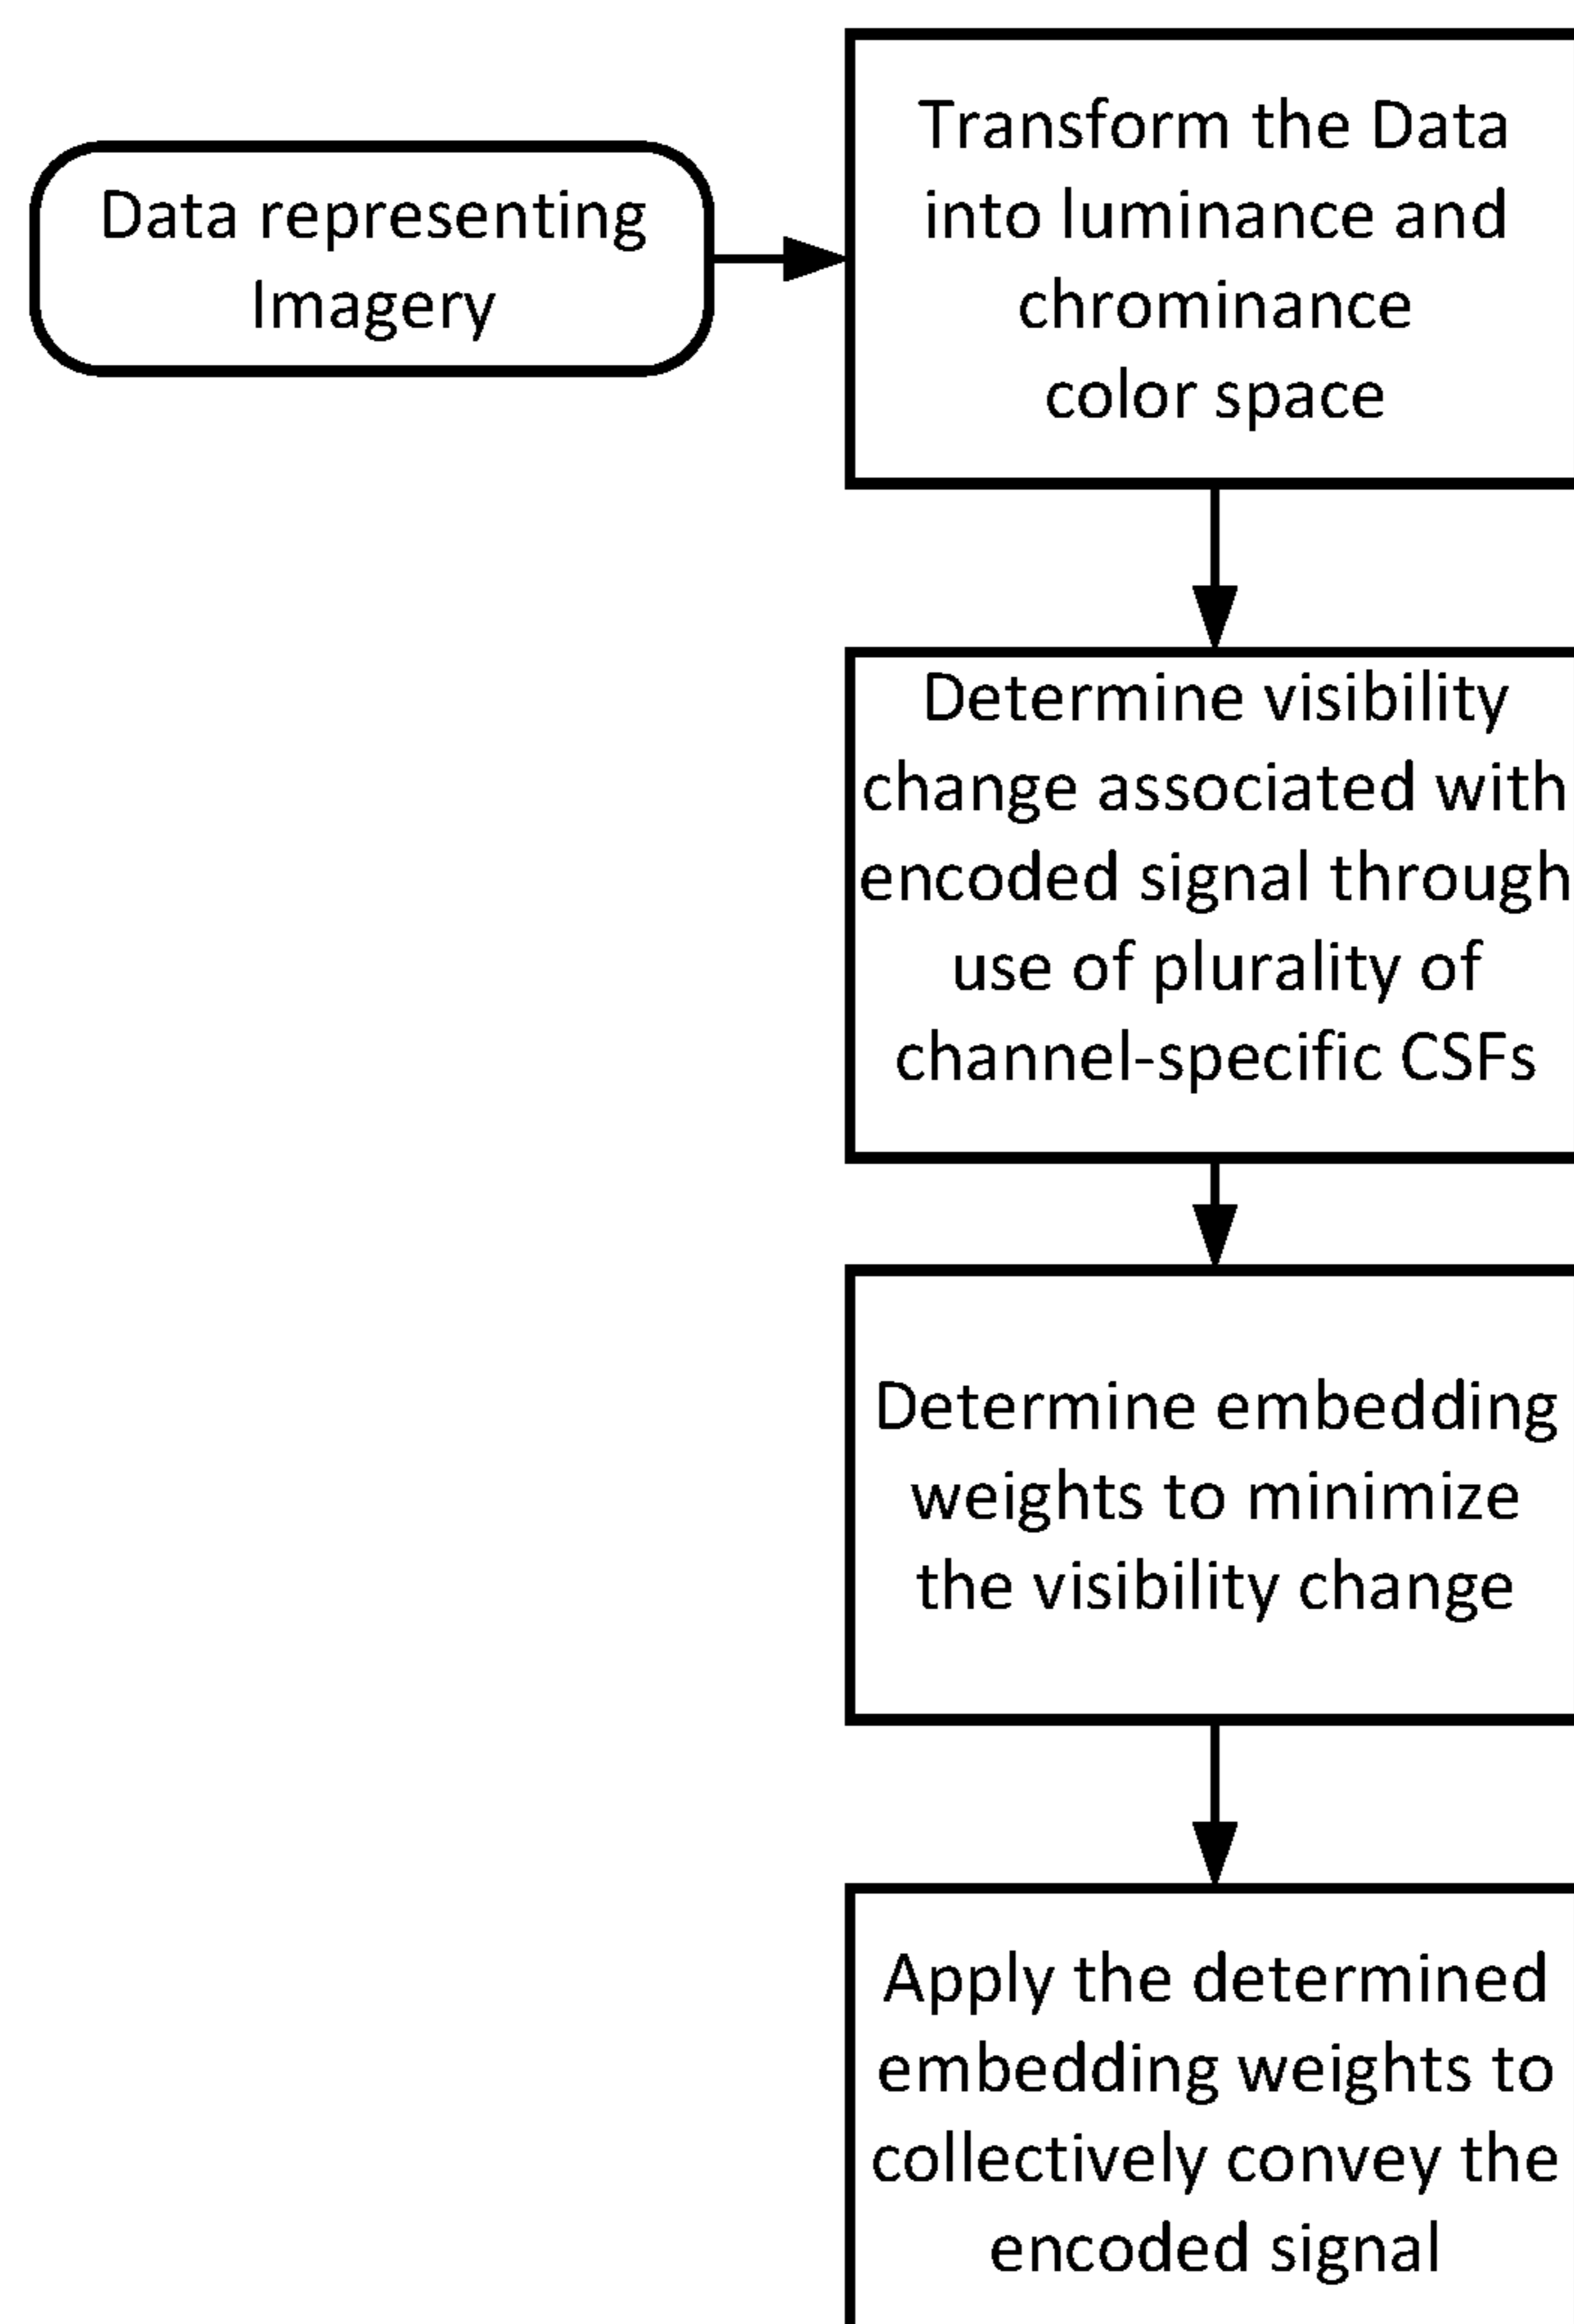 Data representing
Imagery
Transform the Data
into luminance and
chrominance
color space
Determine visibility
change associated with
encoded signal through
use of plurality of
channel-specific CSFs
Determine embedding
weights to minimize
the visibility change
Apply the determined
embedding weights to
collectively convey the
encoded signal